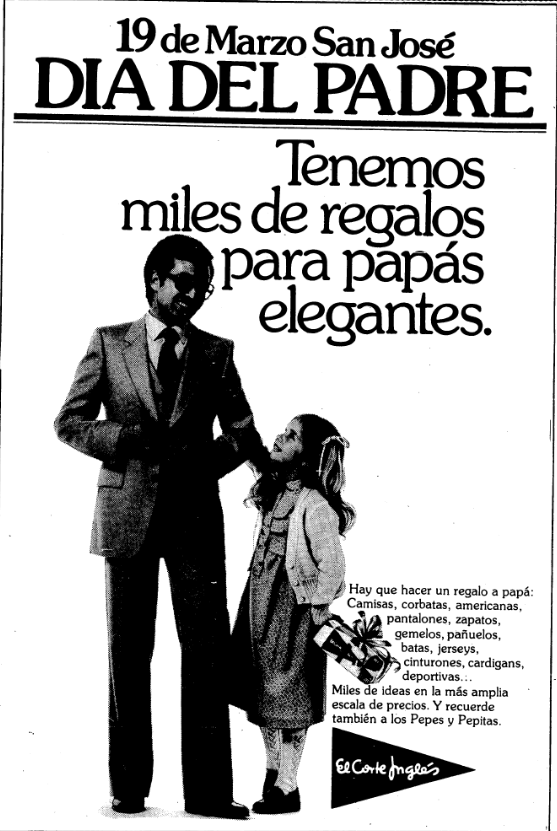 19 de Marzo San José
DIA DEL PADRE
Tenemos
miles de regalos
para papás
elegantes.
Hay que hacer un regalo a papá:
Camisas, corbatas, americanas,
pantalones, zapatos,
gemelos, pañuelos,
batas, jerseys,
cinturones, cardigans,
deportivas...
Miles de ideas en la más amplia
escala de precios. Y recuerde
también a los Pepes y Pepitas.
El Corte Inglés